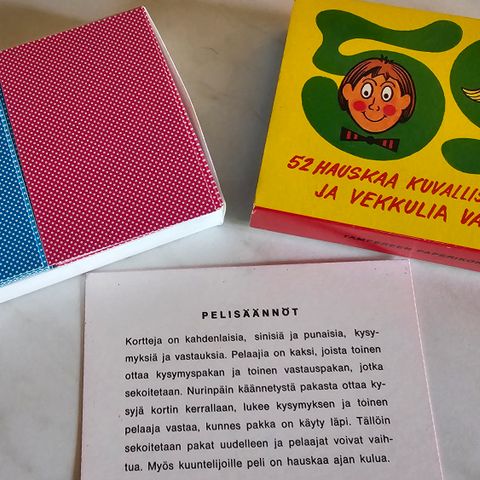 52 HAUSKAA KUVALLIS
JA VEKKULIA VA
TAMPEREEN PAPERIKO
PELISÄÄNNÖT
Kortteja on kahdenlaisia, sinisiä ja punaisia, kysy-
myksiä ja vastauksia. Pelaajia on kaksi, joista toinen
ottaa kysymyspakan ja toinen vastauspakan, jotka
sekoitetaan. Nurinpäin käännetystä pakasta ottaa ky-
syjä kortin kerrallaan, lukee kysymyksen ja toinen
pelaaja vastaa, kunnes pakka on käyty läpi. Tällöin
sekoitetaan pakat uudelleen ja pelaajat voivat vaih-
tua. Myös kuuntelijoille peli on hauskaa ajan kulua.